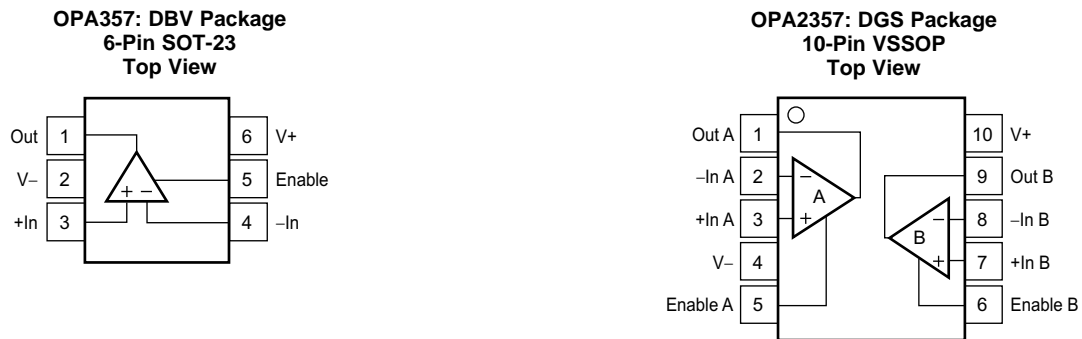 OPA357: DBV Package
6-Pin SOT-23
Top View
Out 1
6 V+
V– 2
5 Enable
+In 3
4 –In
+ –
OPA2357: DGS Package
10-Pin VSSOP
Top View
Out A 1
10 V+
–In A 2
9 Out B
+In A 3
8 –In B
V– 4
7 +In B
Enable A 5
6 Enable B
–
A
+
–
B
+